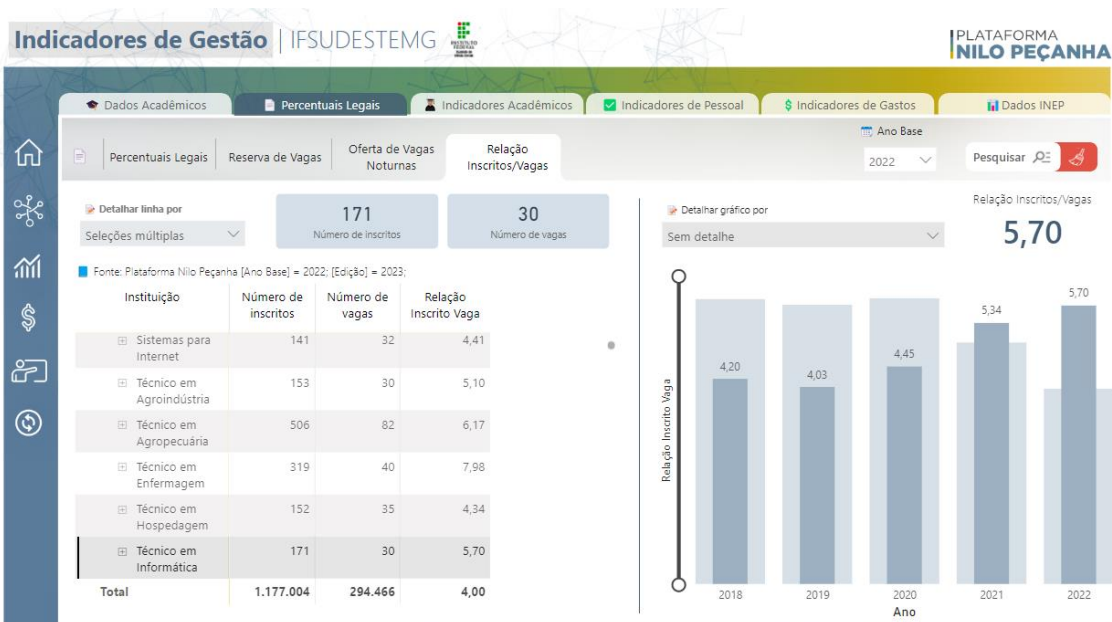 Indicadores de Gestão | IFSUDESTEMG
INSTITUTO
FEDERAL
PLATAFORMA
NILO PEÇANHA
Dados Acadêmicos
Percentuais Legais
Indicadores Acadêmicos
Indicadores de Pessoal
Indicadores de Gastos
Dados INEP
Percentuais Legais
Reserva de Vagas
Oferta de Vagas
Noturnas
Relação
Inscritos/Vagas
Ano Base
2022
Pesquisar
Detalhar linha por
Seleções múltiplas
171
Número de inscritos
30
Número de vagas
Detalhar gráfico por
Sem detalhe
Relação Inscritos/Vagas
5,70
Fonte: Plataforma Nilo Peçanha [Ano Base] = 2022; [Edição] = 2023;
Instituição Número de inscritos Número de vagas Relação Inscrito Vaga
Sistemas para Internet 141 32 4,41
Técnico em Agroindústria 153 30 5,10
Técnico em Agropecuária 506 82 6,17
Técnico em Enfermagem 319 40 7,98
Técnico em Hospedagem 152 35 4,34
Técnico em Informática 171 30 5,70
Total 1.177.004 294.466 4,00
Relação Inscrito Vaga
4,20
4,03
4,45
5,34
5,70
2018 2019 2020 2021 2022
Ano